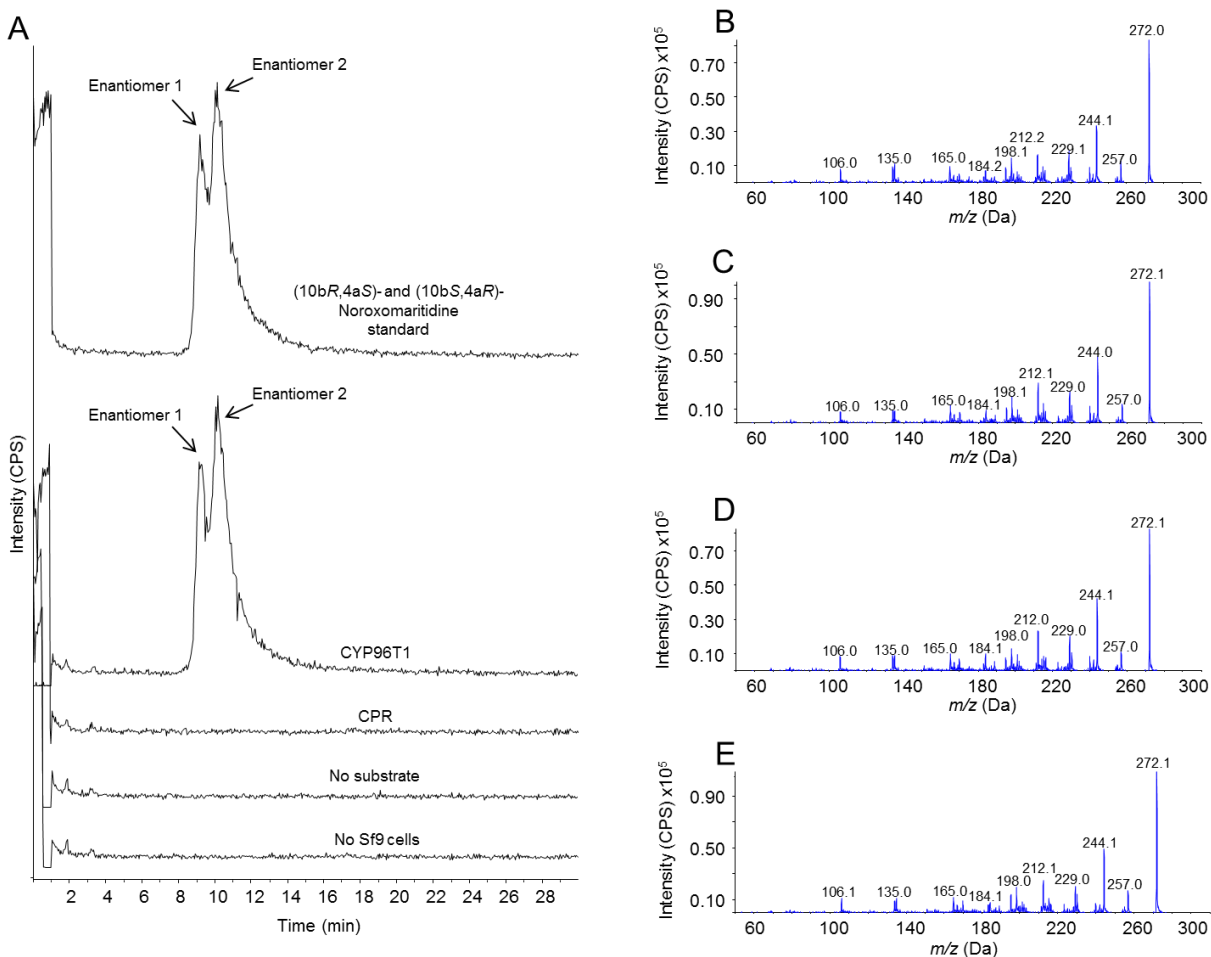 A
Enantiomer 1
Enantiomer 2
(10bR,4aS)- and (10bS,4aR)-
Noroxomaritidine
standard
Enantiomer 1
Enantiomer 2
CYP96T1
CPR
No substrate
No Sf9 cells
Intensity (CPS)
2 4 6 8 10 12 14 16 18 20 22 24 26 28
Time (min)
B
Intensity (CPS) x10⁵
0.70
0.50
0.30
0.10
106.0 135.0 165.0 184.2 198.1 212.2 229.1 244.1 257.0 272.0
60 100 140 180 220 260 300
m/z (Da)
C
Intensity (CPS) x10⁵
0.90
0.50
0.10
106.0 135.0 165.0 184.1 198.1 212.1 229.0 244.0 257.0 272.1
60 100 140 180 220 260 300
m/z (Da)
D
Intensity (CPS) x10⁵
0.70
0.50
0.30
0.10
106.0 135.0 165.0 184.1 198.0 212.0 229.0 244.1 257.0 272.1
60 100 140 180 220 260 300
m/z (Da)
E
Intensity (CPS) x10⁵
0.90
0.50
0.10
106.1 135.0 165.0 184.1 198.0 212.1 229.0 244.1 257.0 272.1
60 100 140 180 220 260 300
m/z (Da)